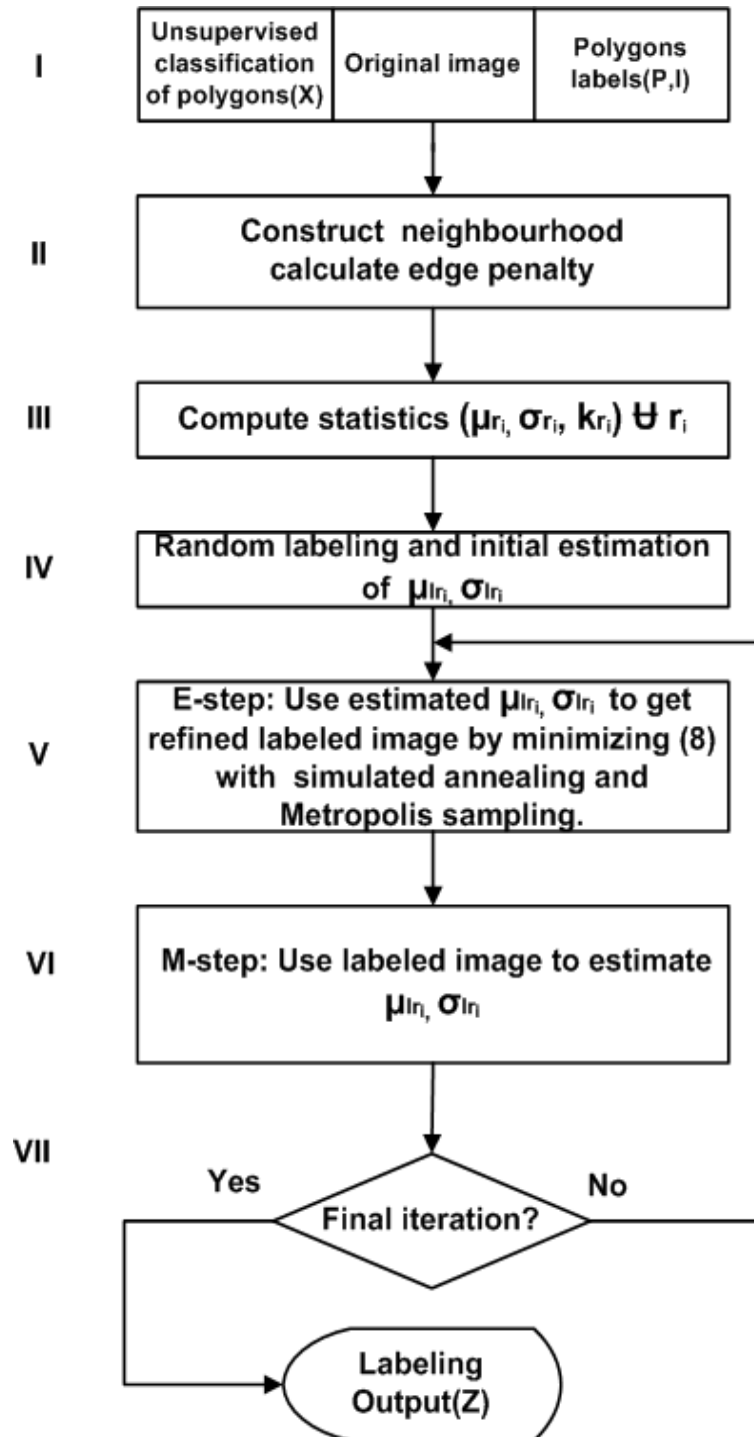 I
Unsupervised
classification
of polygons(X)
Original image
Polygons
labels(P,I)
II
Construct neighbourhood
calculate edge penalty
III
Compute statistics (μrᵢ, σrᵢ, krᵢ) ∀ rᵢ
IV
Random labeling and initial estimation
of μlrᵢ, σlrᵢ
V
E-step: Use estimated μlrᵢ, σlrᵢ to get
refined labeled image by minimizing (8)
with simulated annealing and
Metropolis sampling.
VI
M-step: Use labeled image to estimate
μlrᵢ, σlrᵢ
VII
Yes
No
Final iteration?
Labeling
Output(Z)